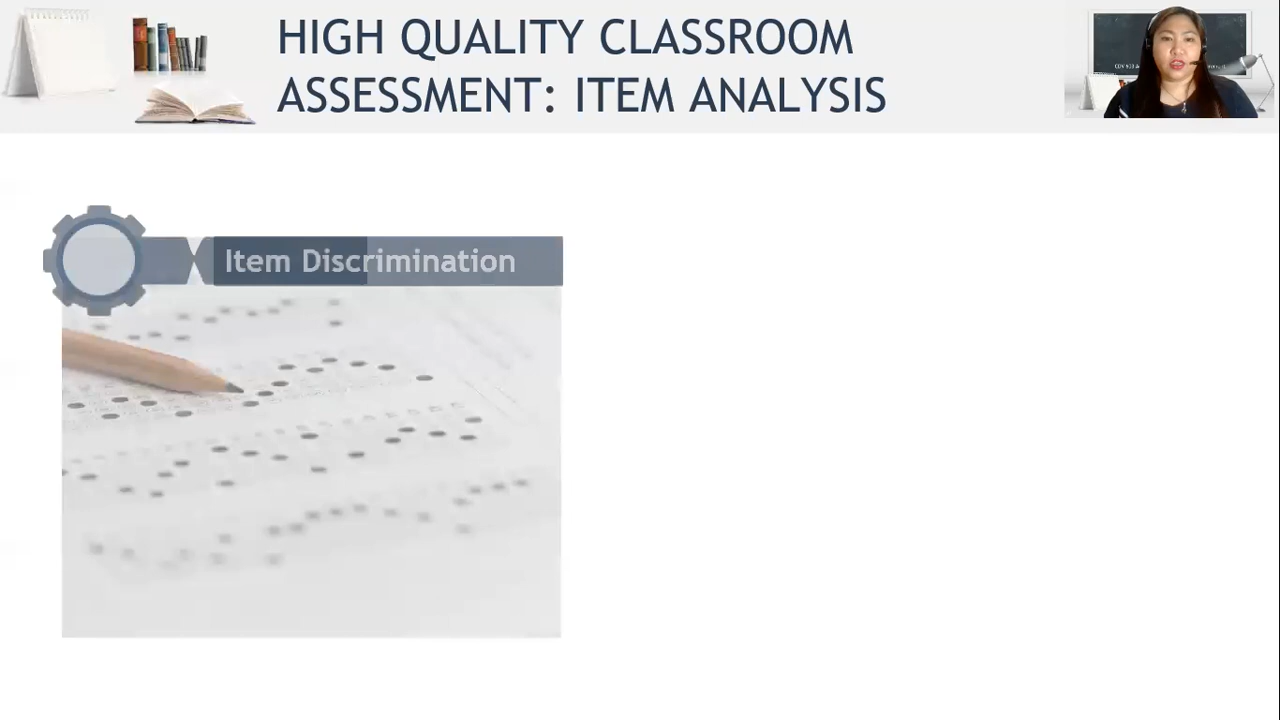 HIGH QUALITY CLASSROOM
ASSESSMENT: ITEM ANALYSIS
Item Discrimination